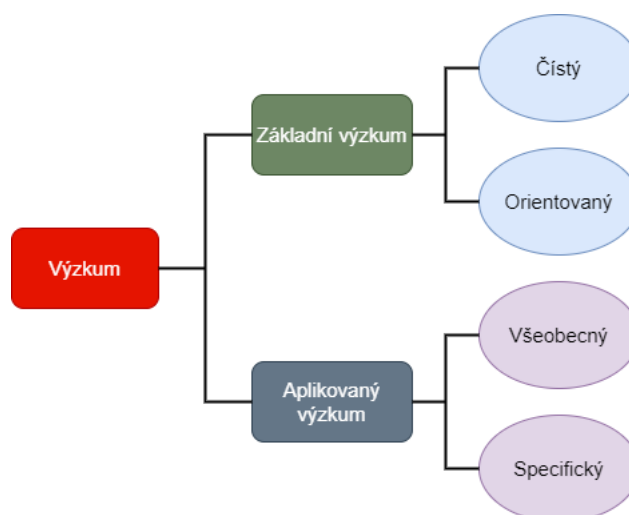 Čístý
Základní výzkum
Orientovaný
Výzkum
Všeobecný
Aplikovaný
výzkum
Specifický